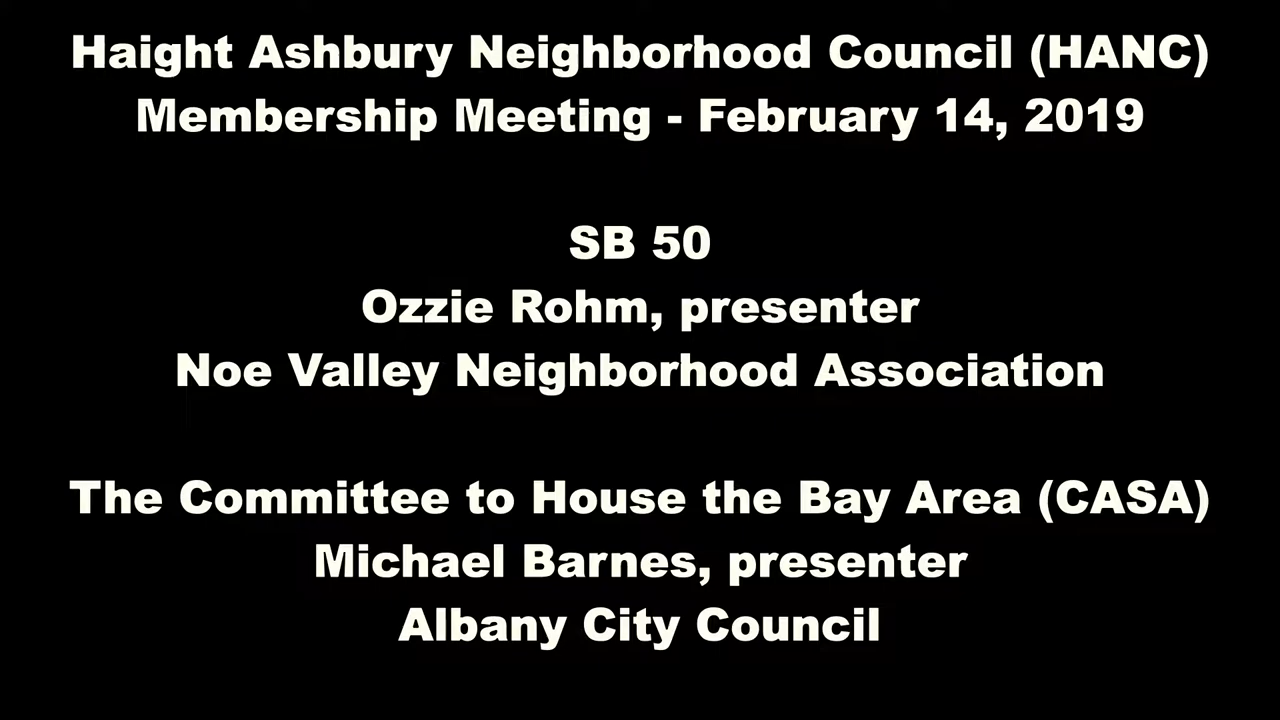 Haight Ashbury Neighborhood Council (HANC)
Membership Meeting - February 14, 2019
SB 50
Ozzie Rohm, presenter
Noe Valley Neighborhood Association
The Committee to House the Bay Area (CASA)
Michael Barnes, presenter
Albany City Council